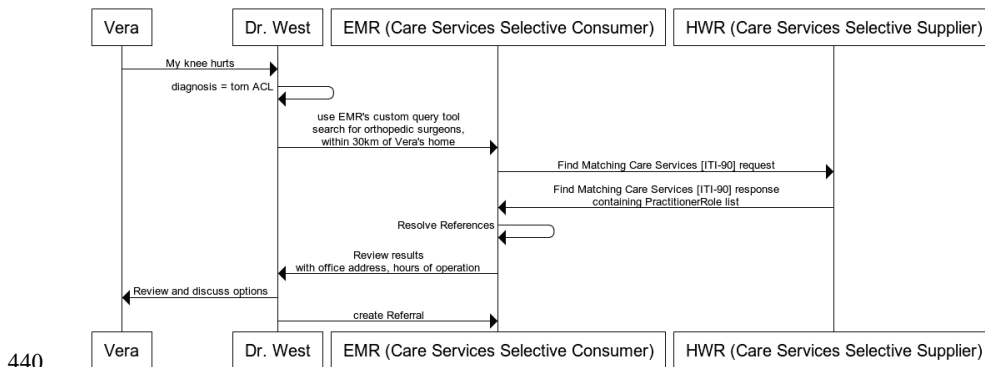 Vera
Dr. West
EMR (Care Services Selective Consumer)
HWR (Care Services Selective Supplier)
My knee hurts
diagnosis = torn ACL
use EMR's custom query tool
search for orthopedic surgeons,
within 30km of Vera's home
Find Matching Care Services [ITI-90] request
Find Matching Care Services [ITI-90] response
containing PractitionerRole list
Resolve References
Review results
with office address, hours of operation
Review and discuss options
create Referral
440
Vera
Dr. West
EMR (Care Services Selective Consumer)
HWR (Care Services Selective Supplier)